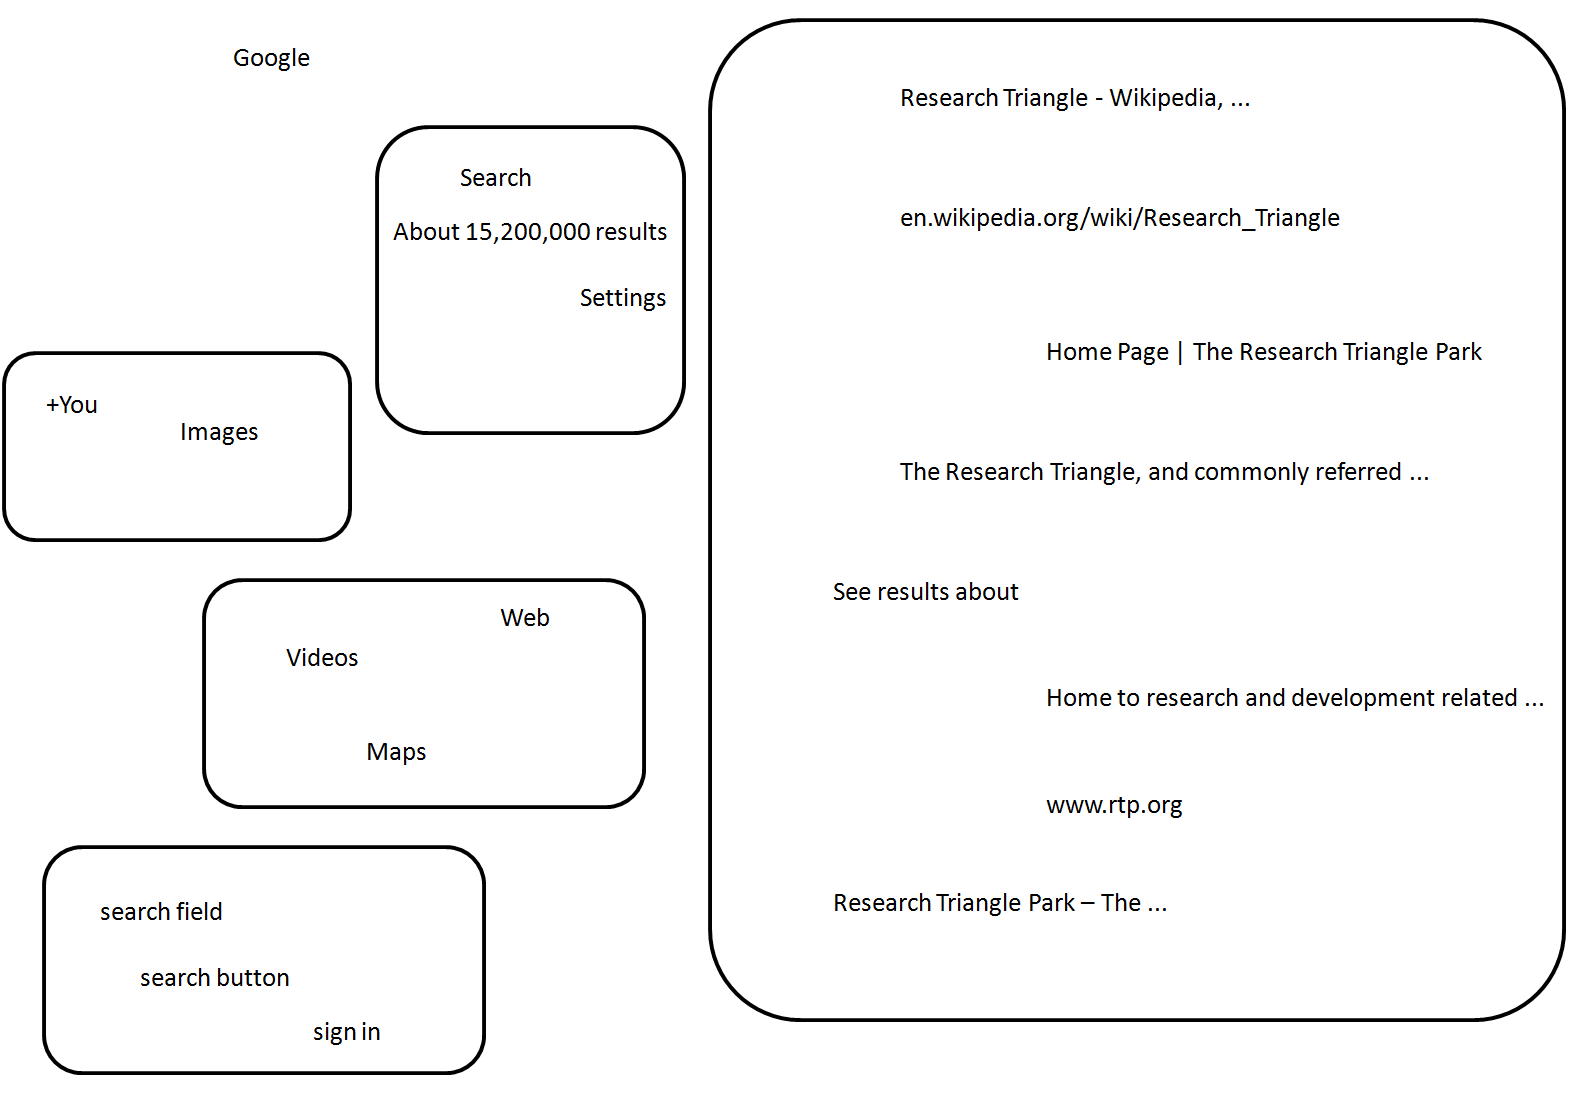 Google
Search
About 15,200,000 results
Settings
+You
Images
Web
Videos
Maps
search field
search button
sign in
Research Triangle - Wikipedia, ...
en.wikipedia.org/wiki/Research_Triangle
Home Page | The Research Triangle Park
The Research Triangle, and commonly referred ...
See results about
Home to research and development related ...
www.rtp.org
Research Triangle Park – The ...